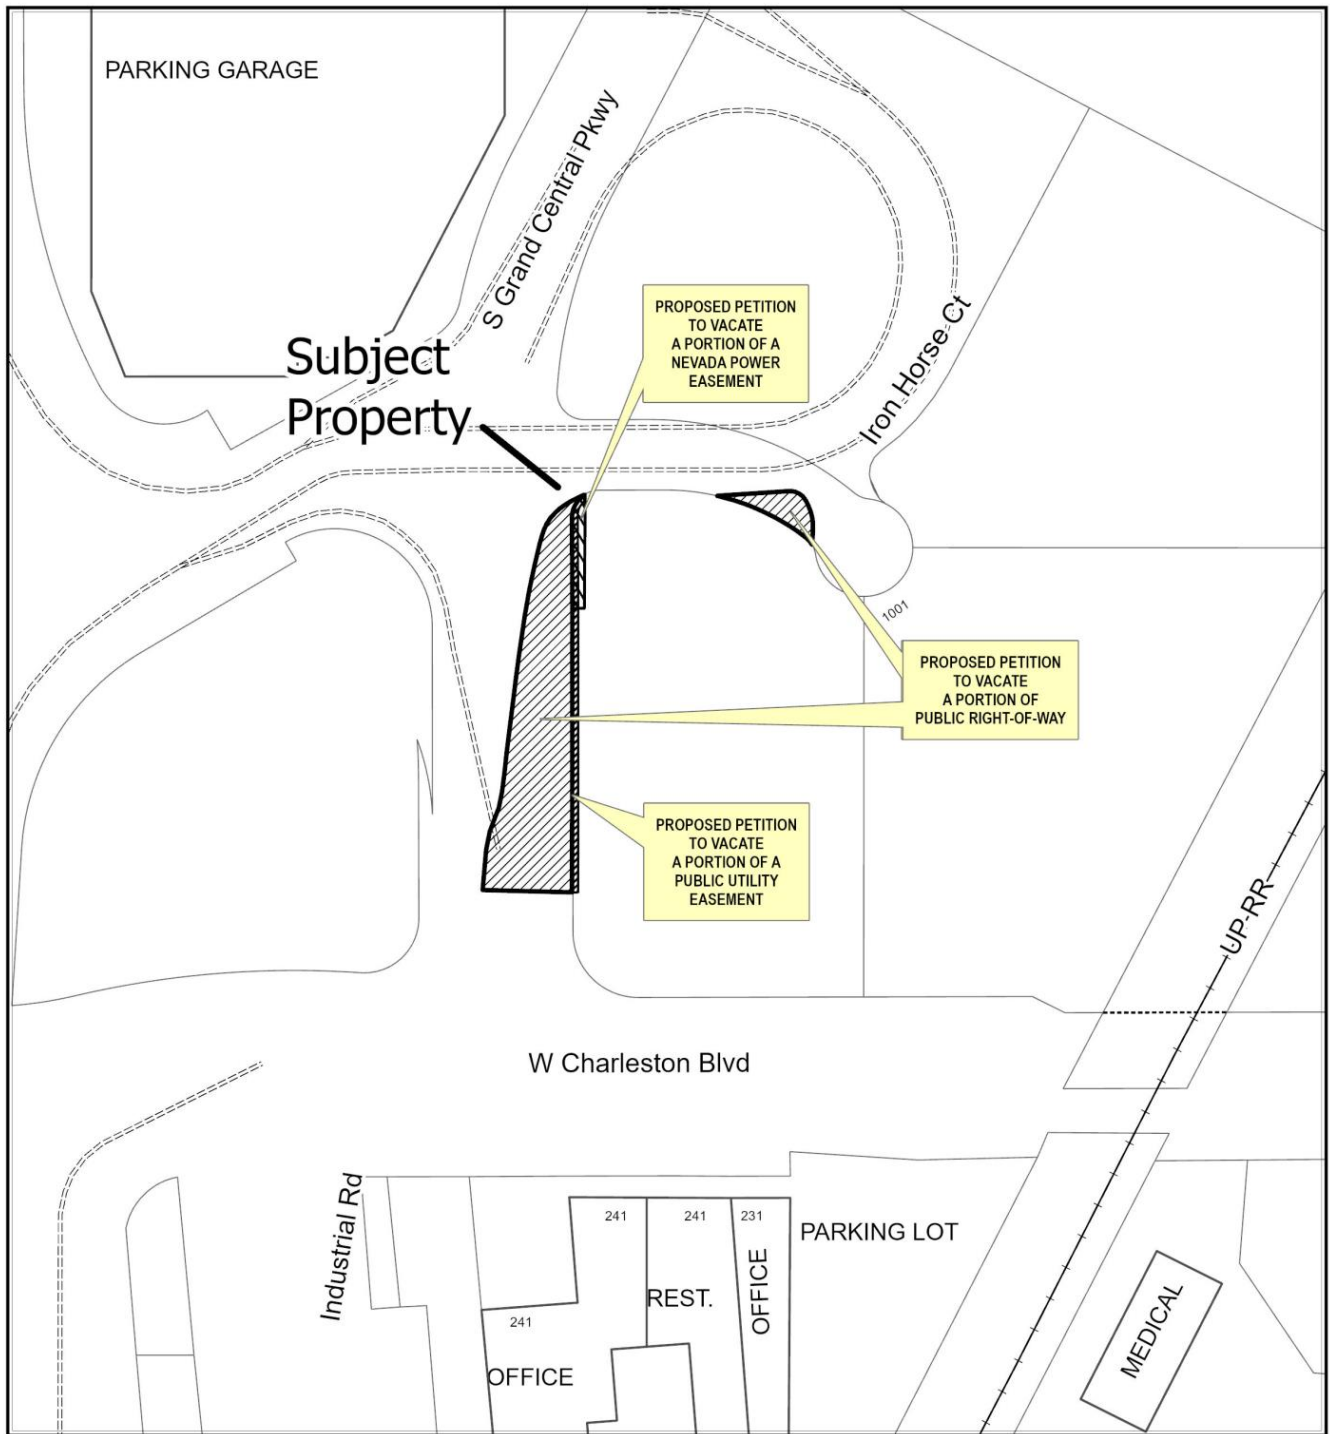 PARKING GARAGE
S Grand Central Pkwy
PROPOSED PETITION
TO VACATE
A PORTION OF A
NEVADA POWER
EASEMENT
Subject
Property
Iron Horse Ct
1001
PROPOSED PETITION
TO VACATE
A PORTION OF
PUBLIC RIGHT-OF-WAY
PROPOSED PETITION
TO VACATE
A PORTION OF A
PUBLIC UTILITY
EASEMENT
UP-RR
W Charleston Blvd
Industrial Rd
241
241
231
PARKING LOT
OFFICE
REST.
241
OFFICE
MEDICAL